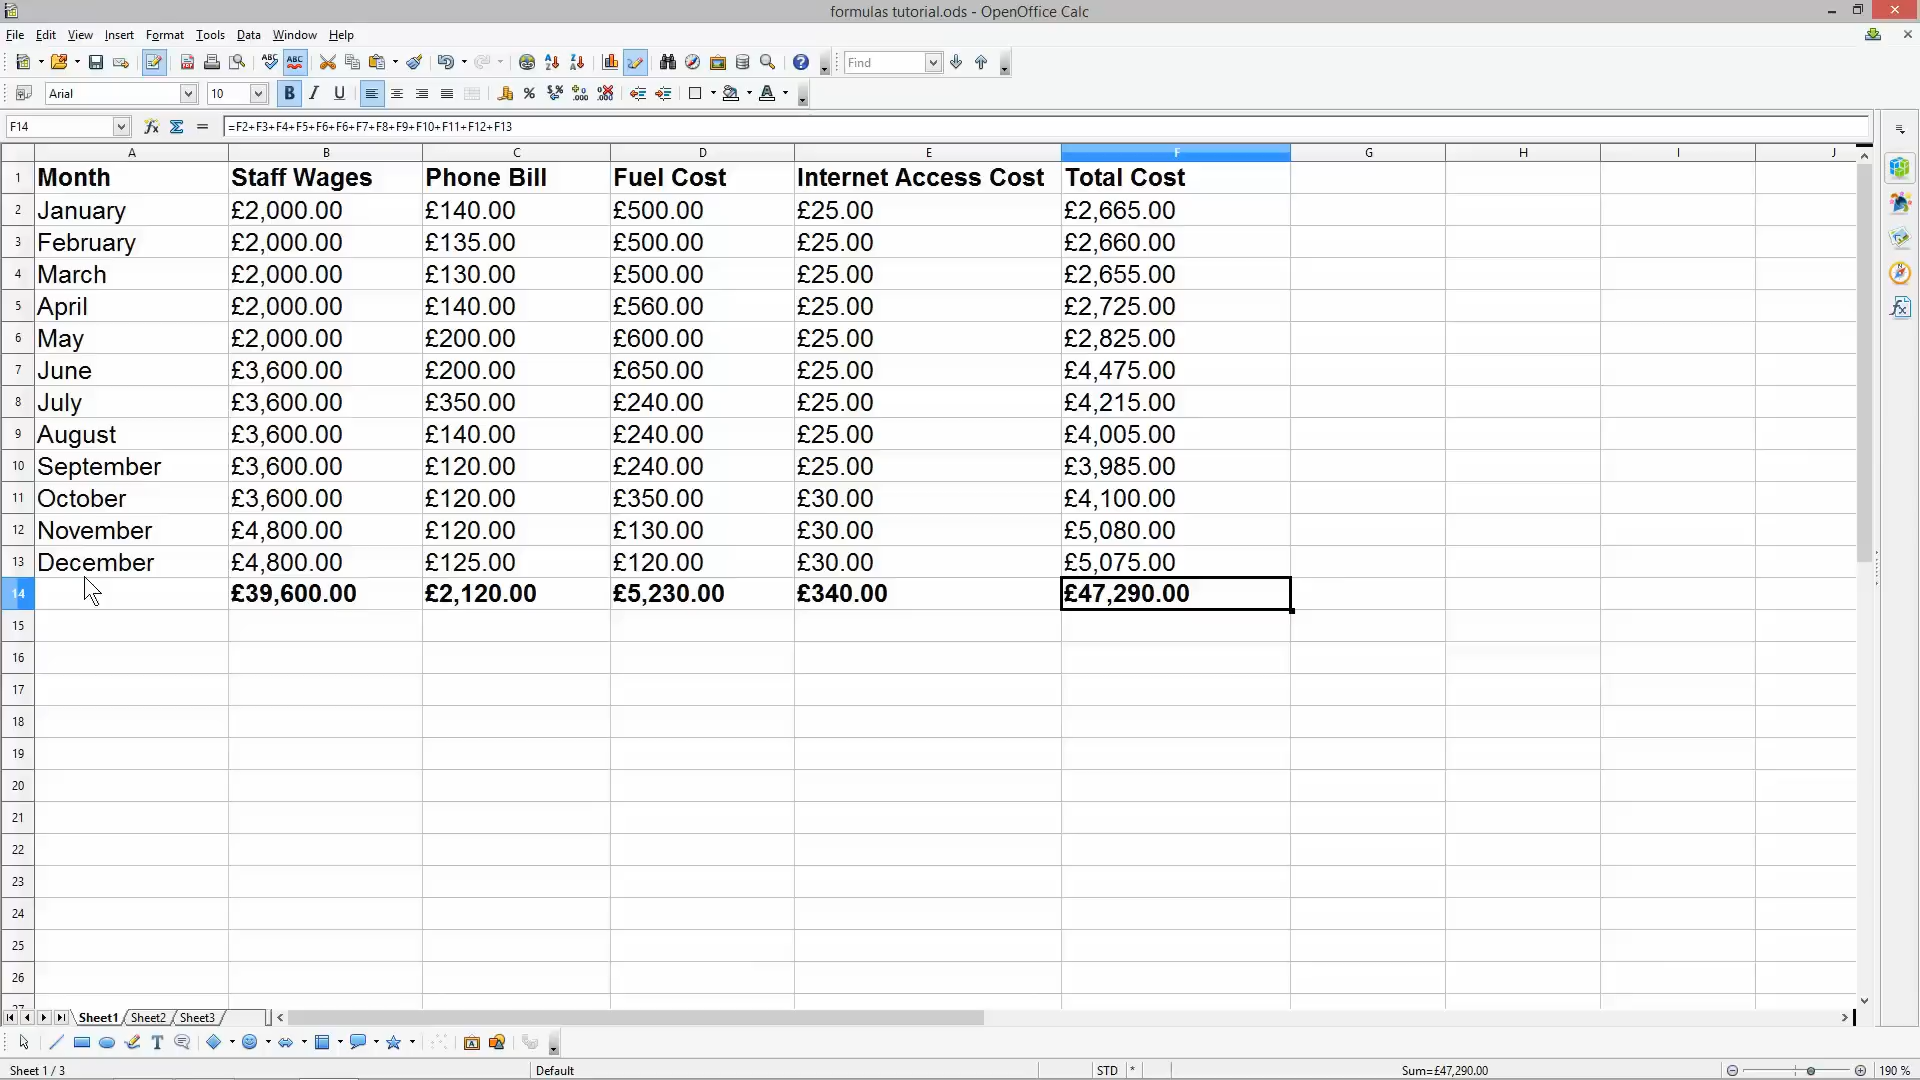 formulas tutorial.ods - OpenOffice Calc
File Edit View Insert Format Tools Data Window Help
Find
Arial 10
F14 =F2+F3+F4+F5+F6+F6+F7+F8+F9+F10+F11+F12+F13
A B C D E F G H I J
1 Month Staff Wages Phone Bill Fuel Cost Internet Access Cost Total Cost
2 January £2,000.00 £140.00 £500.00 £25.00 £2,665.00
3 February £2,000.00 £135.00 £500.00 £25.00 £2,660.00
4 March £2,000.00 £130.00 £500.00 £25.00 £2,655.00
5 April £2,000.00 £140.00 £560.00 £25.00 £2,725.00
6 May £2,000.00 £200.00 £600.00 £25.00 £2,825.00
7 June £3,600.00 £200.00 £650.00 £25.00 £4,475.00
8 July £3,600.00 £350.00 £240.00 £25.00 £4,215.00
9 August £3,600.00 £140.00 £240.00 £25.00 £4,005.00
10 September £3,600.00 £120.00 £240.00 £25.00 £3,985.00
11 October £3,600.00 £120.00 £350.00 £30.00 £4,100.00
12 November £4,800.00 £120.00 £130.00 £30.00 £5,080.00
13 December £4,800.00 £125.00 £120.00 £30.00 £5,075.00
14 £39,600.00 £2,120.00 £5,230.00 £340.00 £47,290.00
15
16
17
18
19
20
21
22
23
24
25
26
27
Sheet1 Sheet2 Sheet3
Sheet 1 / 3 Default STD * Sum=£47,290.00 190 %